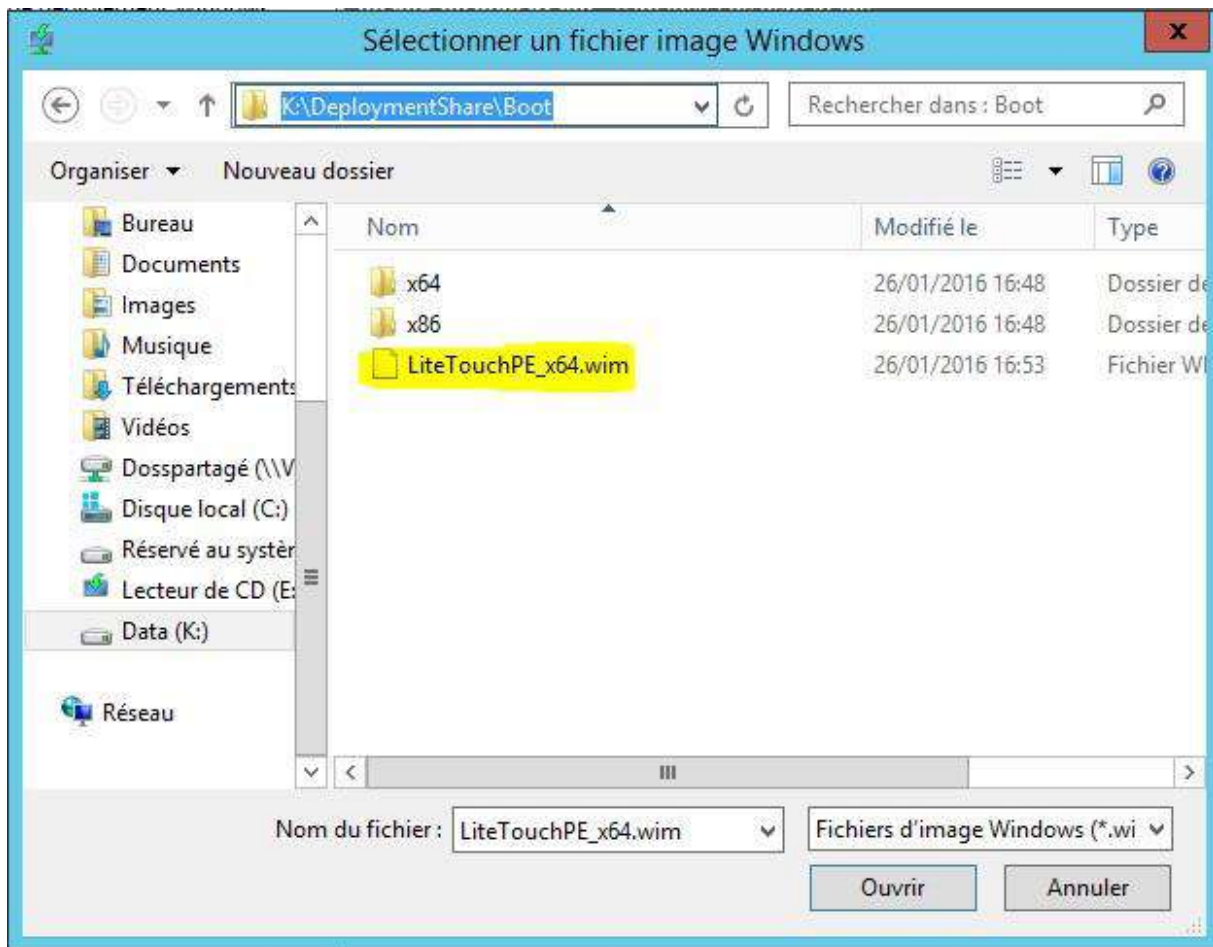 Sélectionner un fichier image Windows
x
K:\DeploymentShare\Boot
Rechercher dans : Boot
Organiser
Nouveau dossier
Bureau
Documents
Images
Musique
Téléchargements
Vidéos
Dosspartagé (\\V
Disque local (C:)
Réservé au systèr
Lecteur de CD (E:
Data (K:)
Réseau
Nom
Modifié le
Type
x64
26/01/2016 16:48
Dossier de
x86
26/01/2016 16:48
Dossier de
LiteTouchPE_x64.wim
26/01/2016 16:53
Fichier WI
Nom du fichier :
LiteTouchPE_x64.wim
Fichiers d'image Windows (*.wi
Ouvrir
Annuler